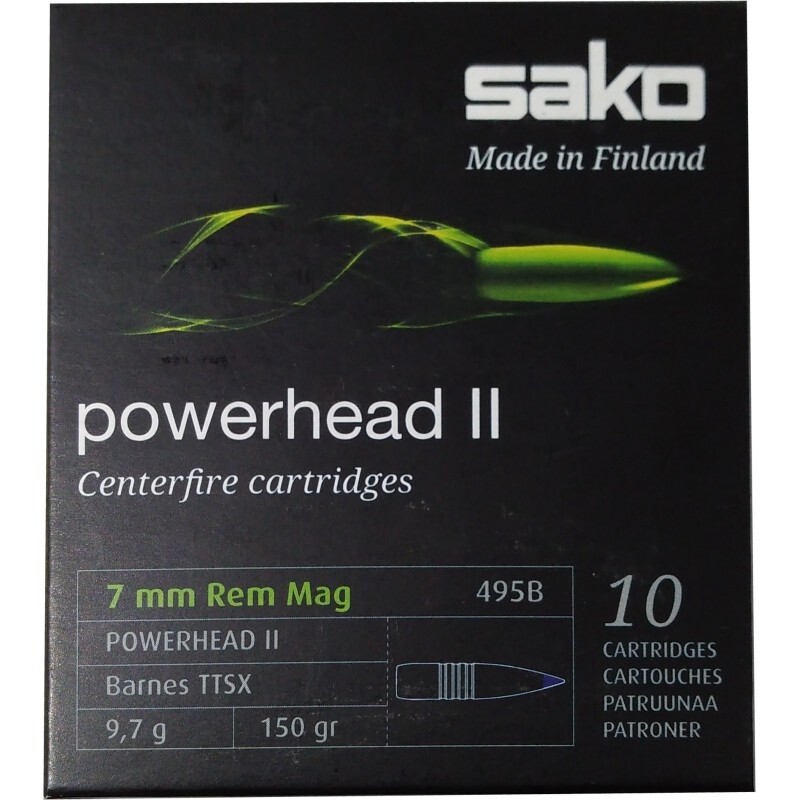 sako
Made in Finland
powerhead II
Centerfire cartridges
7 mm Rem Mag 495B
POWERHEAD II
Barnes TTSX
9,7 g 150 gr
10
CARTRIDGES
CARTOUCHES
PATRUUNAA
PATRONER